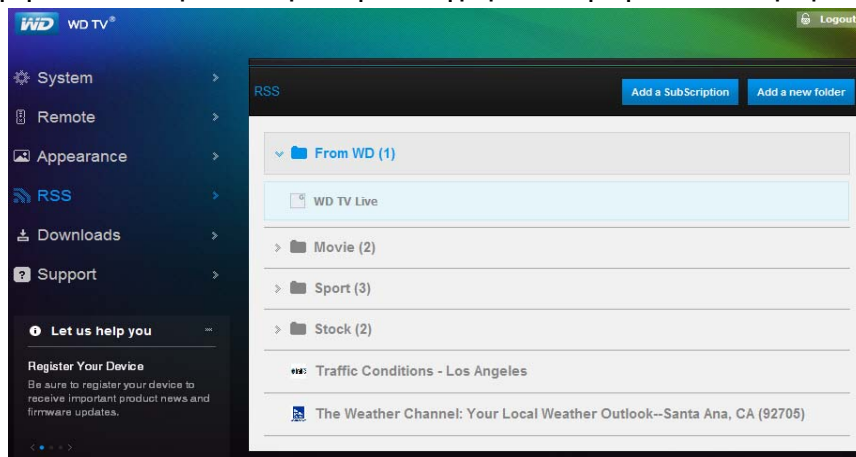 WD WD TV®
Logout
System
Remote
Appearance
RSS
Downloads
Support
Let us help you
Register Your Device
Be sure to register your device to
receive important product news and
firmware updates.
RSS
Add a SubScription
Add a new folder
From WD (1)
WD TV Live
Movie (2)
Sport (3)
Stock (2)
Traffic Conditions - Los Angeles
The Weather Channel: Your Local Weather Outlook--Santa Ana, CA (92705)